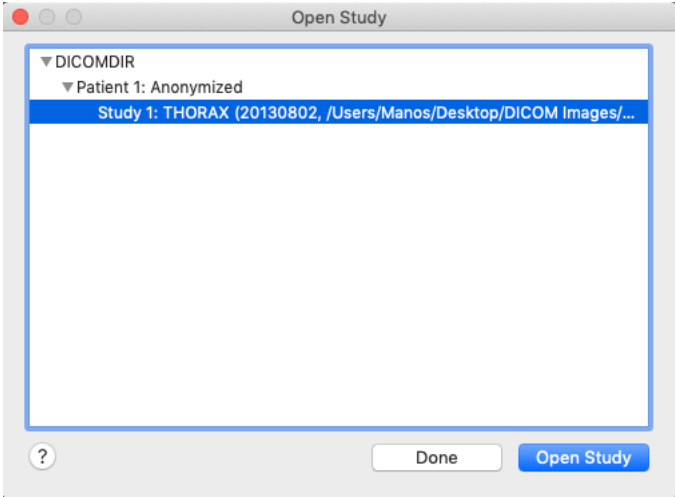 Open Study
DICOMDIR
Patient 1: Anonymized
Study 1: THORAX (20130802, /Users/Manos/Desktop/DICOM Images/...
?
Done
Open Study